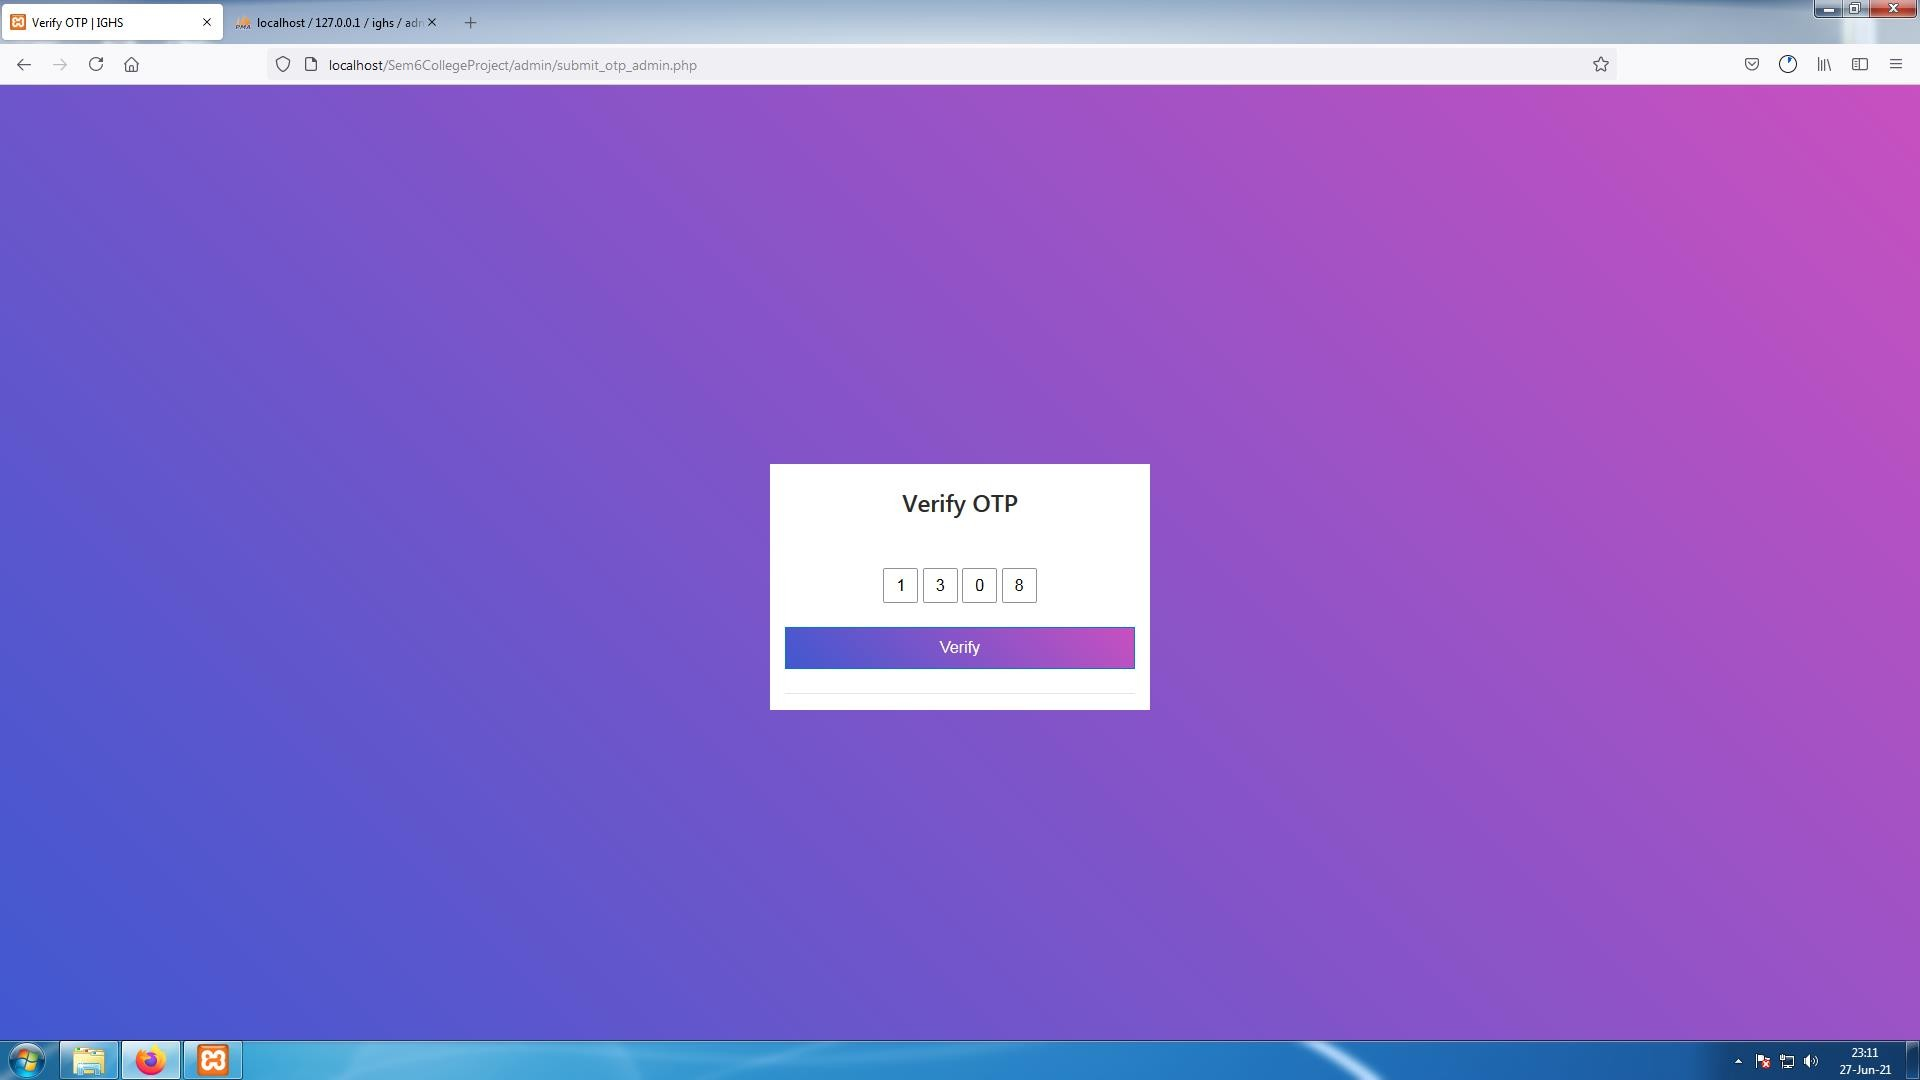 Verify OTP | IGHS
localhost / 127.0.0.1 / ighs / adn
localhost/Sem6CollegeProject/admin/submit_otp_admin.php
Verify OTP
1 3 0 8
Verify
23:11
27-Jun-21